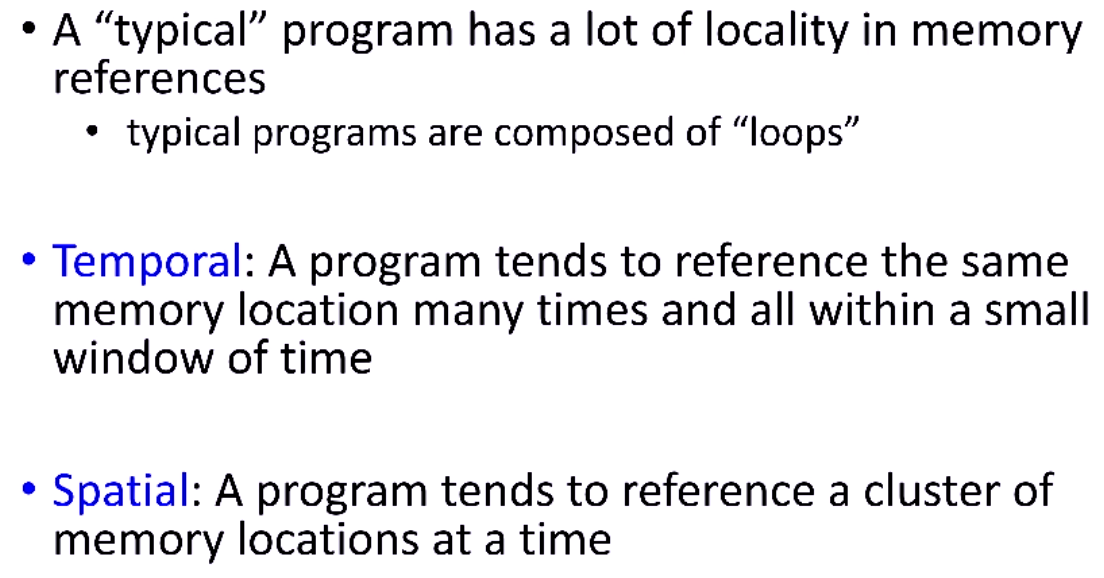 • A “typical” program has a lot of locality in memory
references
• typical programs are composed of “loops”
• Temporal: A program tends to reference the same
memory location many times and all within a small
window of time
• Spatial: A program tends to reference a cluster of
memory locations at a time